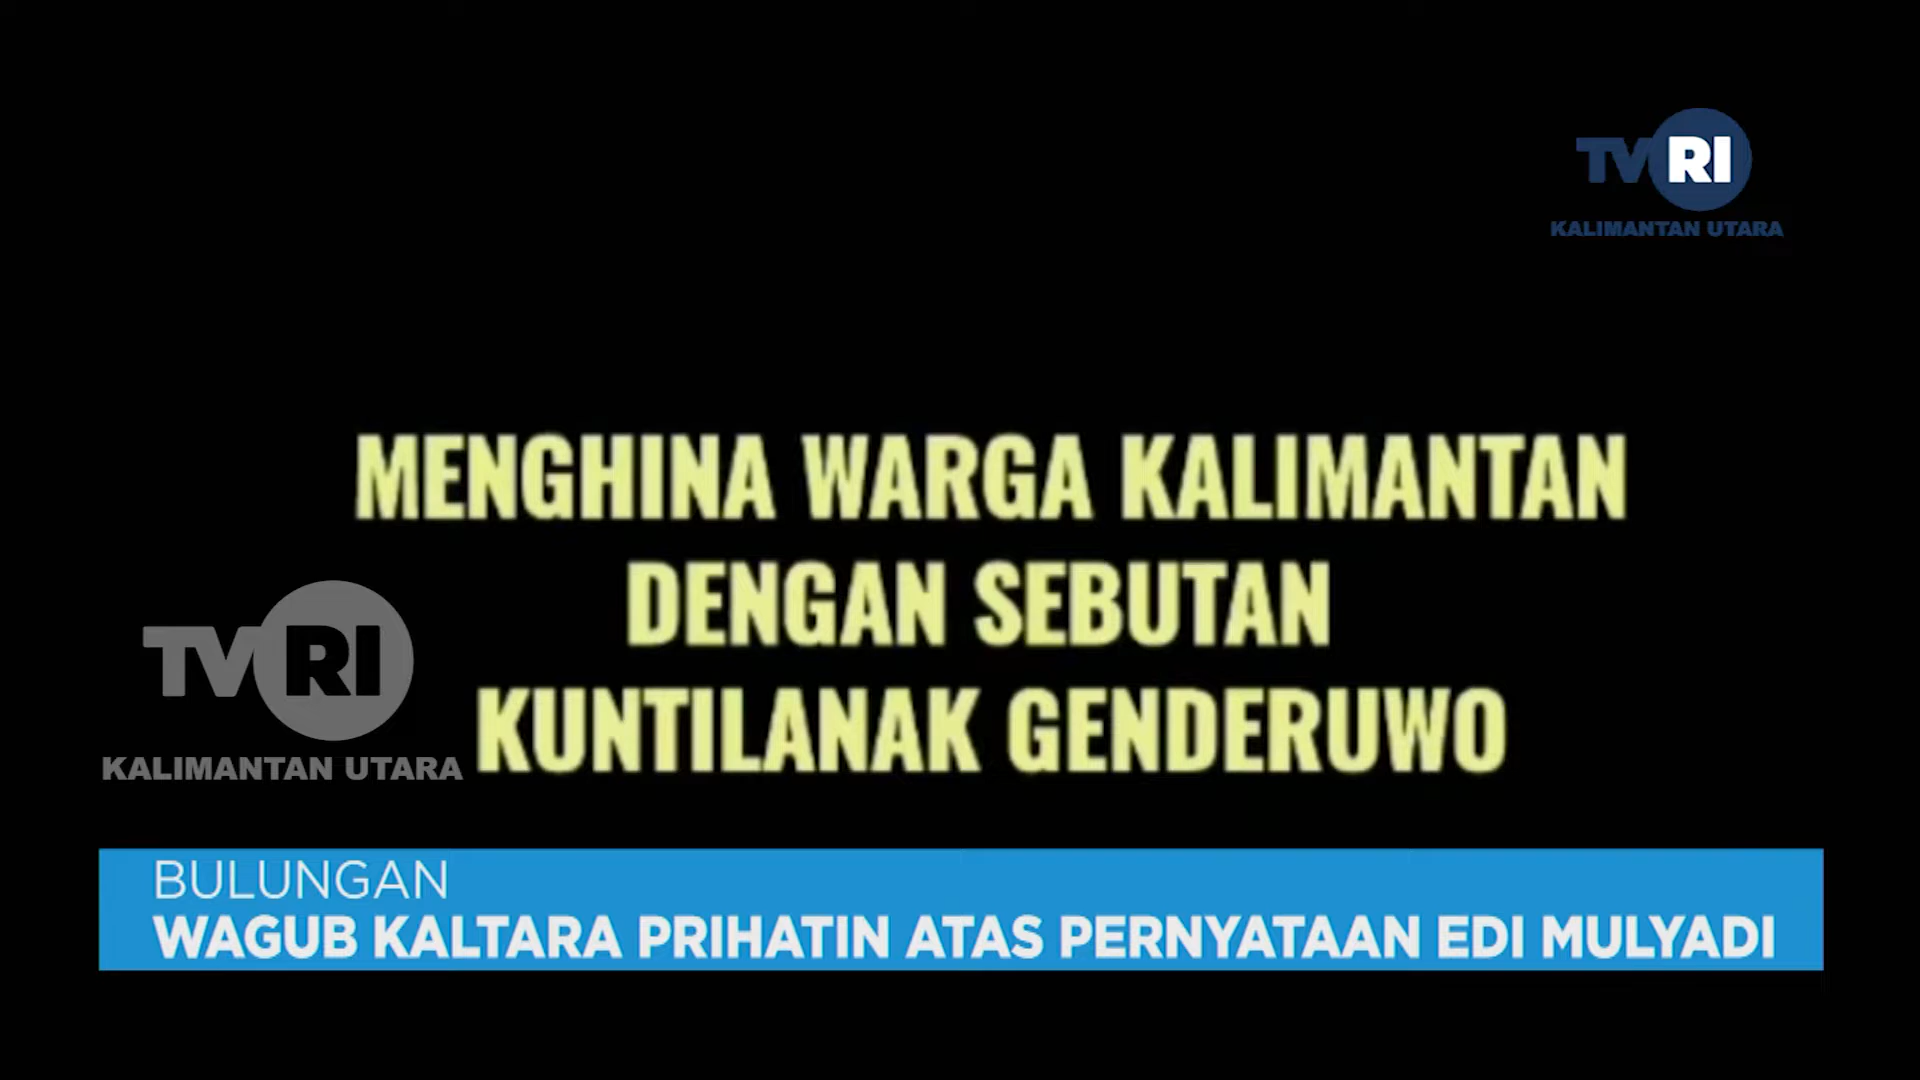 TVRI
KALIMANTAN UTARA
MENGHINA WARGA KALIMANTAN
DENGAN SEBUTAN
KUNTILANAK GENDERUWO
TVRI
KALIMANTAN UTARA
BULUNGAN
WAGUB KALTARA PRIHATIN ATAS PERNYATAAN EDI MULYADI